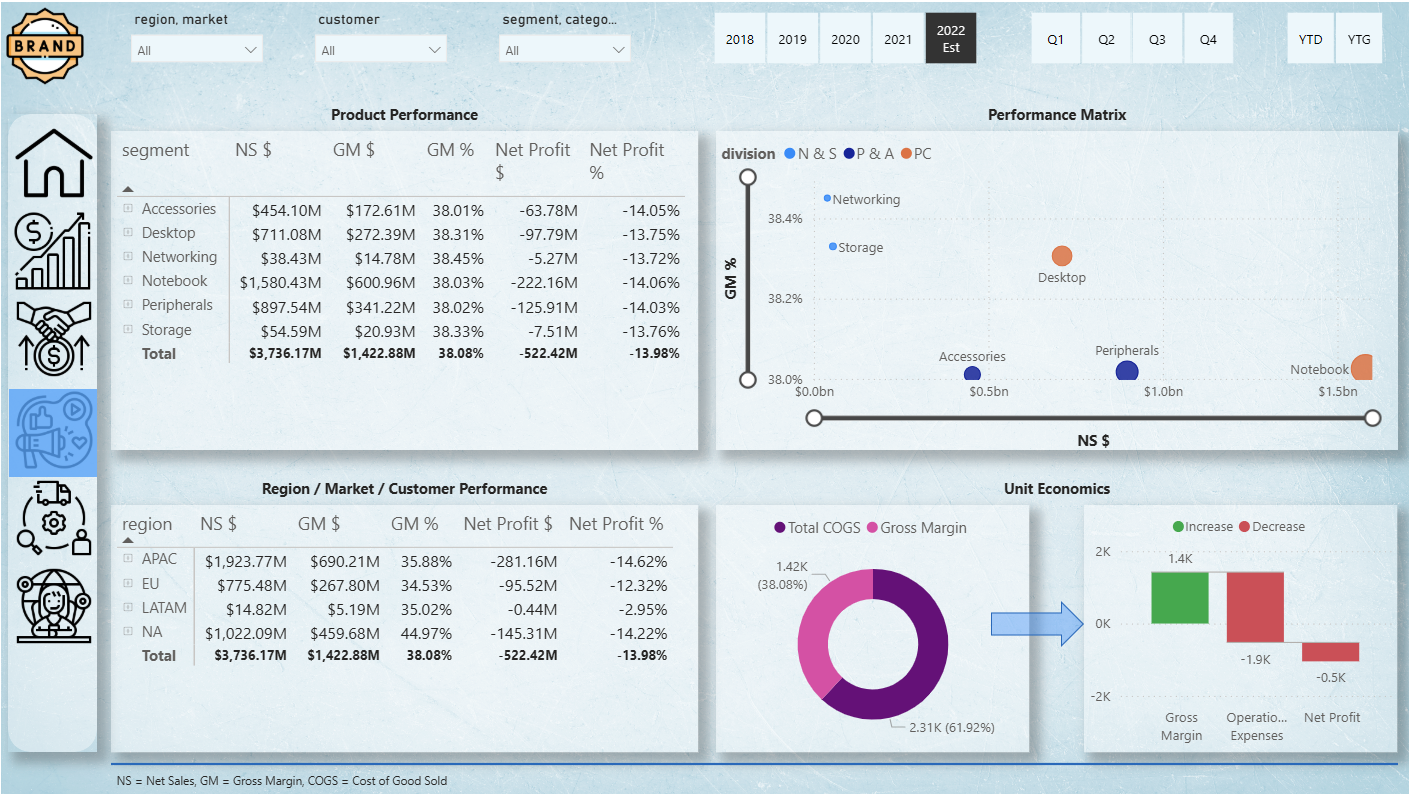 BRAND
region, market
customer
segment, catego...
All
All
All
2018
2019
2020
2021
2022
Est
Q1
Q2
Q3
Q4
YTD
YTG
Product Performance
segment NS $ GM $ GM % Net Profit Net Profit
$ %
Accessories $454.10M $172.61M 38.01% -63.78M -14.05%
Desktop $711.08M $272.39M 38.31% -97.79M -13.75%
Networking $38.43M $14.78M 38.45% -5.27M -13.72%
Notebook $1,580.43M $600.96M 38.03% -222.16M -14.06%
Peripherals $897.54M $341.22M 38.02% -125.91M -14.03%
Storage $54.59M $20.93M 38.33% -7.51M -13.76%
Total $3,736.17M $1,422.88M 38.08% -522.42M -13.98%
Performance Matrix
division N & S P & A PC
Networking
38.4%
Storage
Desktop
GM %
38.2%
Peripherals
Accessories
Notebook
38.0%
$0.0bn $0.5bn $1.0bn $1.5bn
NS $
Region / Market / Customer Performance
region NS $ GM $ GM % Net Profit $ Net Profit %
APAC $1,923.77M $690.21M 35.88% -281.16M -14.62%
EU $775.48M $267.80M 34.53% -95.52M -12.32%
LATAM $14.82M $5.19M 35.02% -0.44M -2.95%
NA $1,022.09M $459.68M 44.97% -145.31M -14.22%
Total $3,736.17M $1,422.88M 38.08% -522.42M -13.98%
Unit Economics
Total COGS Gross Margin
1.42K
(38.08%)
2.31K (61.92%)
Increase Decrease
2K
1.4K
0K
-1.9K
-0.5K
-2K
Gross
Margin
Operatio...
Expenses
Net Profit
NS = Net Sales, GM = Gross Margin, COGS = Cost of Good Sold